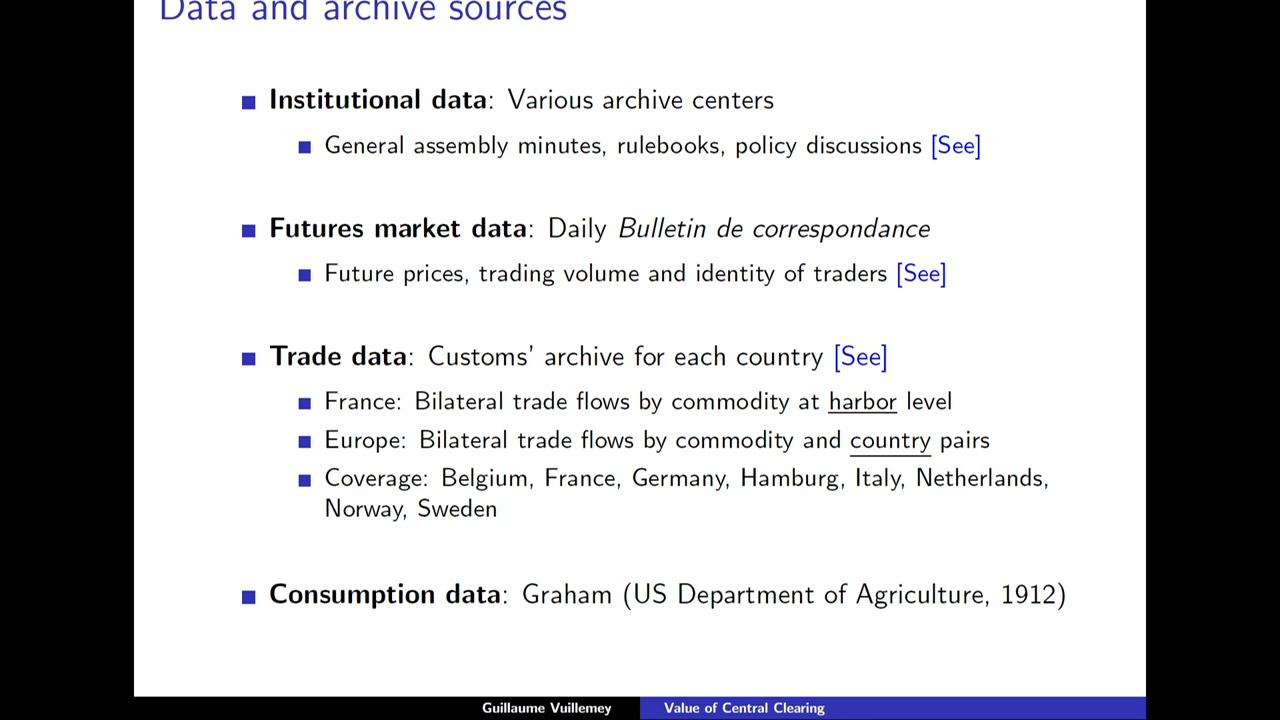 Data and archive sources
Institutional data: Various archive centers
General assembly minutes, rulebooks, policy discussions [See]
Futures market data: Daily Bulletin de correspondance
Future prices, trading volume and identity of traders [See]
Trade data: Customs' archive for each country [See]
France: Bilateral trade flows by commodity at harbor level
Europe: Bilateral trade flows by commodity and country pairs
Coverage: Belgium, France, Germany, Hamburg, Italy, Netherlands,
Norway, Sweden
Consumption data: Graham (US Department of Agriculture, 1912)
Guillaume Vuillemey Value of Central Clearing